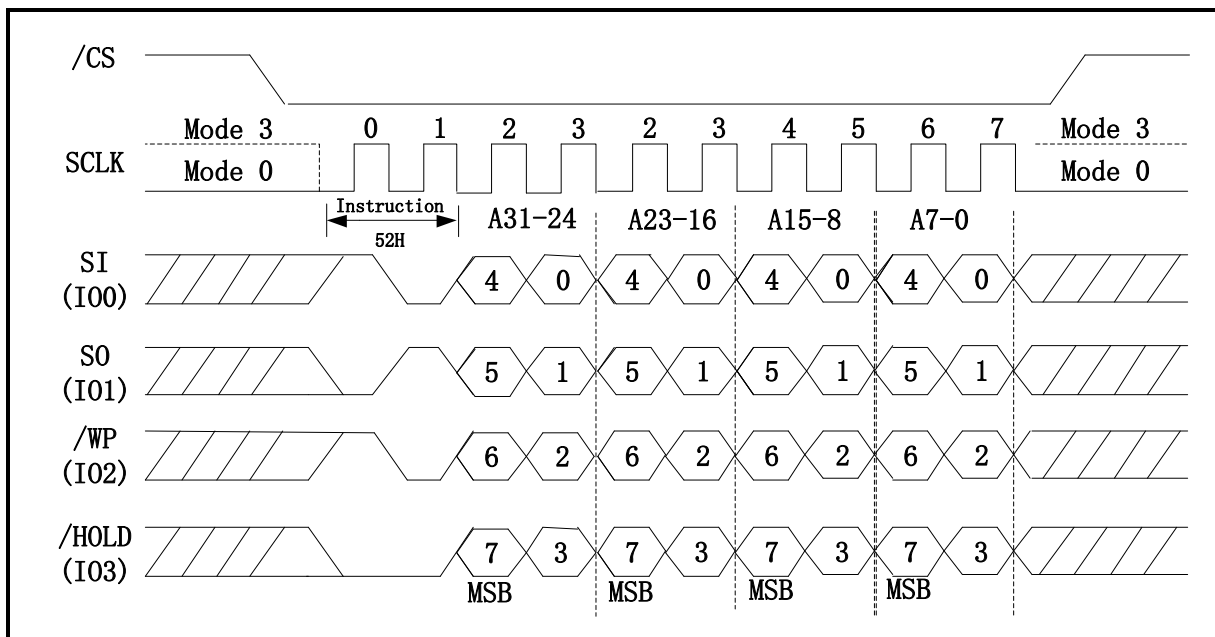 /CS
Mode 3 0 1 2 3 2 3 4 5 6 7 Mode 3
SCLK
Mode 0 Mode 0
Instruction A31-24 A23-16 A15-8 A7-0
52H
SI
(IO0) 4 0 4 0 4 0 4 0
SO
(IO1) 5 1 5 1 5 1 5 1
/WP
(IO2) 6 2 6 2 6 2 6 2
/HOLD
(IO3) 7 3 7 3 7 3 7 3
MSB MSB MSB MSB